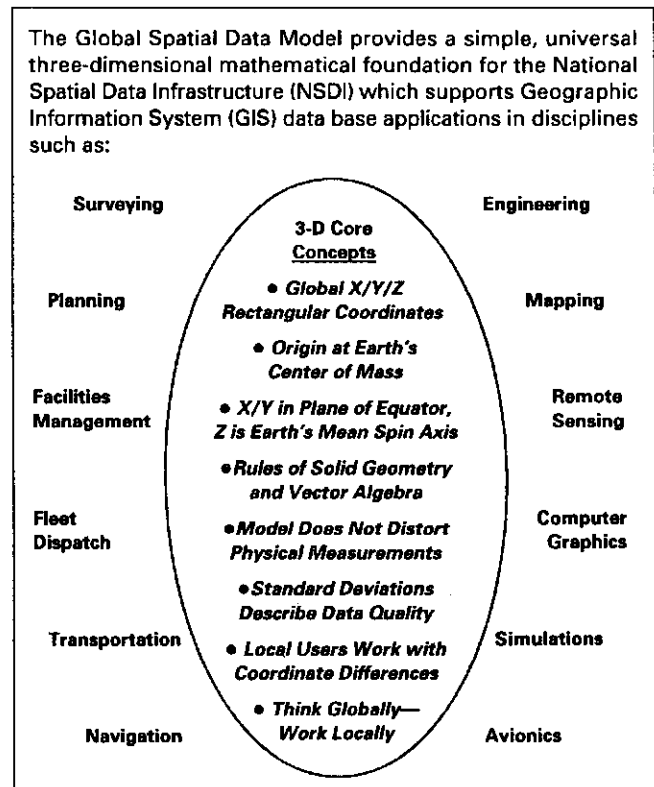 The Global Spatial Data Model provides a simple, universal
three-dimensional mathematical foundation for the National
Spatial Data Infrastructure (NSDI) which supports Geographic
Information System (GIS) data base applications in disciplines
such as:
Surveying
Engineering
3-D Core
Concepts
Planning
Mapping
• Global X/Y/Z
Rectangular Coordinates
• Origin at Earth's
Center of Mass
Facilities
Management
Remote
Sensing
• X/Y in Plane of Equator,
Z is Earth's Mean Spin Axis
• Rules of Solid Geometry
and Vector Algebra
Fleet
Dispatch
Computer
Graphics
• Model Does Not Distort
Physical Measurements
• Standard Deviations
Describe Data Quality
Transportation
Simulations
• Local Users Work with
Coordinate Differences
• Think Globally—
Work Locally
Navigation
Avionics